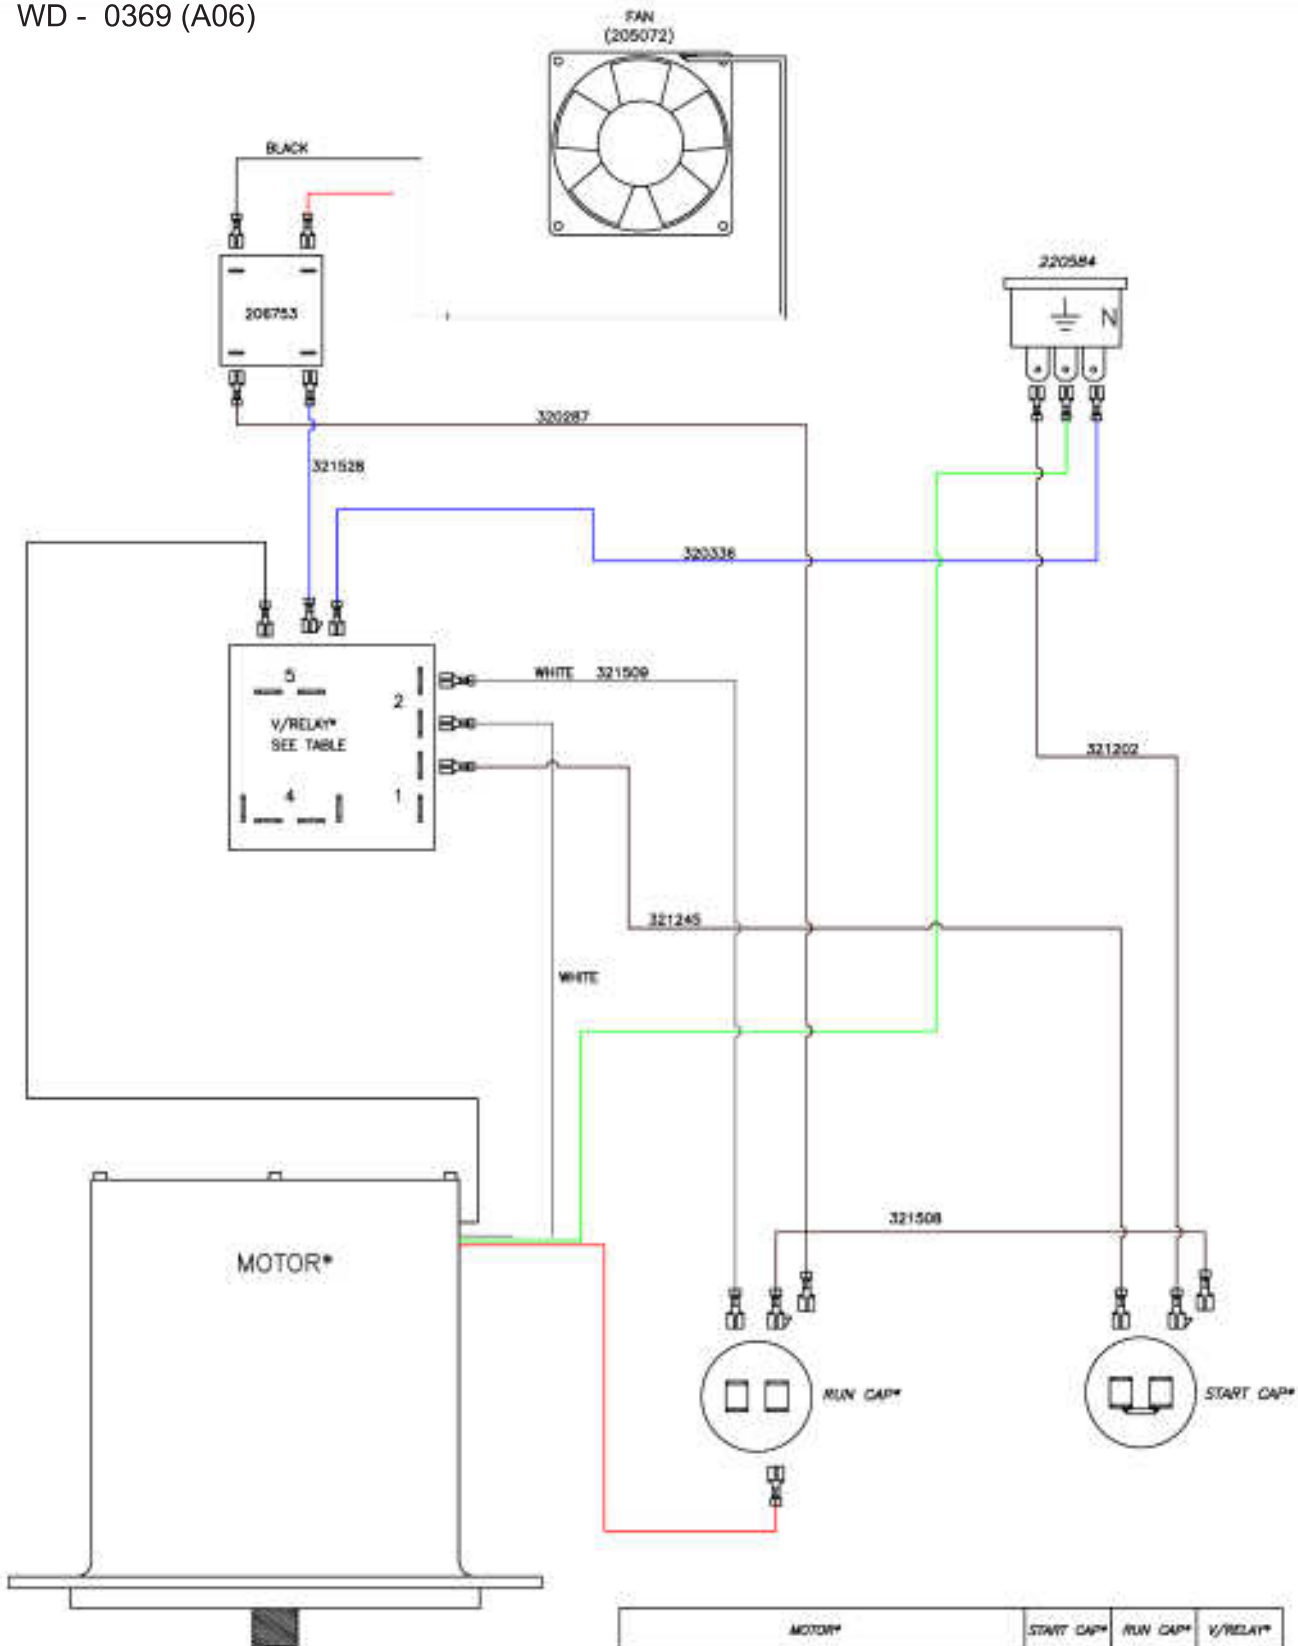 WD - 0369 (A06)
FAN
(205072)
BLACK
220584
N
206753
320287
321528
320336
5
2
WHITE 321509
V/RELAY*
SEE TABLE
4
1
321202
321245
WHITE
321508
MOTOR*
RUN CAP*
START CAP*
MOTOR* START CAP* RUN CAP* V/RELAY*